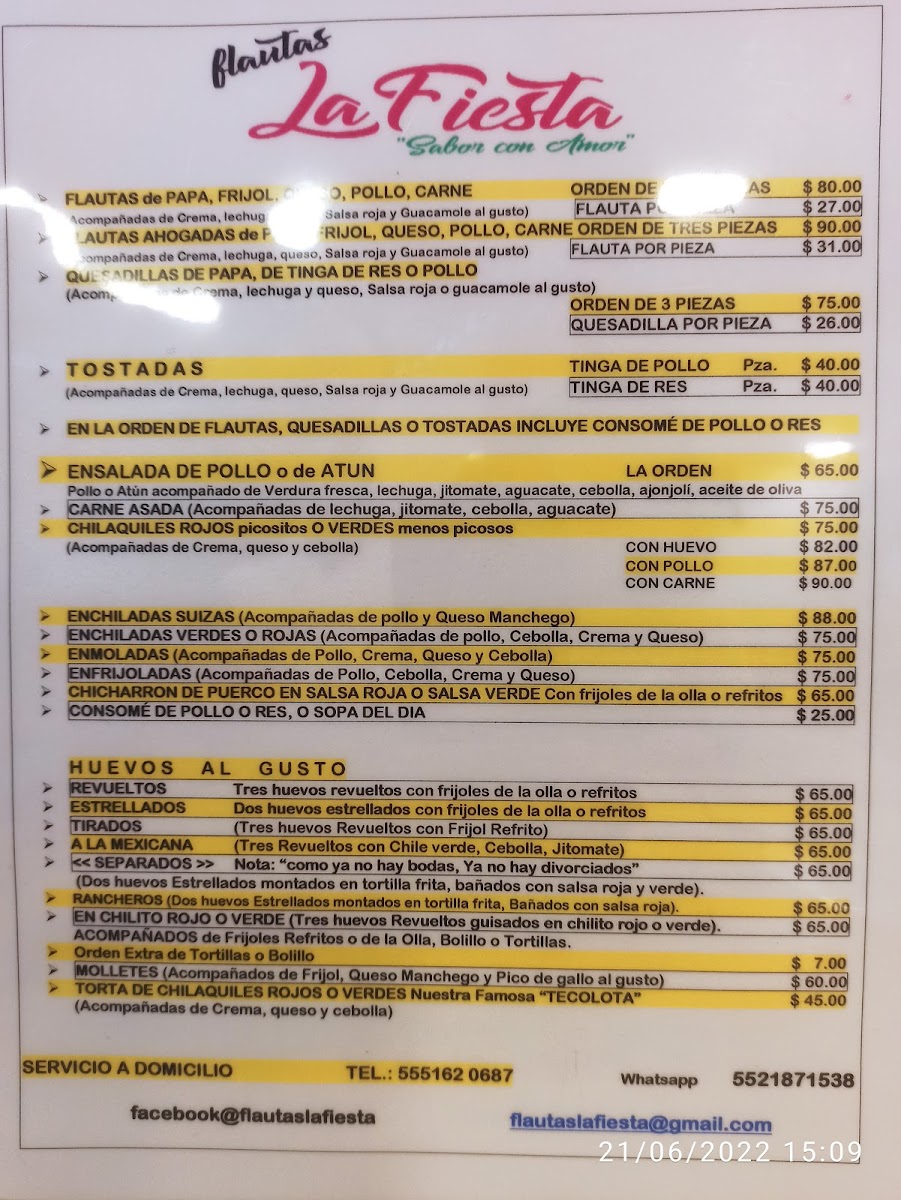 flautas
La Fiesta
"Sabor con Amor"
➢ FLAUTAS de PAPA, FRIJOL, POLLO, CARNE ORDEN DE $ 80.00
Acompañadas de Crema, Salsa roja y Guacamole al gusto) FLAUTA $ 27.00
➢ AHOGADAS de FRIJOL, QUESO, POLLO, CARNE ORDEN DE TRES PIEZAS $ 90.00
de Crema, lechuga, queso, Salsa roja y Guacamole al gusto) FLAUTA POR PIEZA $ 31.00
➢ QUESADILLAS DE PAPA, DE TINGA DE RES O POLLO
lechuga y queso, Salsa roja o guacamole al gusto)
ORDEN DE 3 PIEZAS $ 75.00
QUESADILLA POR PIEZA $ 26.00
➢ TOSTADAS TINGA DE POLLO Pza. $ 40.00
(Acompañadas de Crema, lechuga, queso, Salsa roja y Guacamole al gusto) TINGA DE RES Pza. $ 40.00
➢ EN LA ORDEN DE FLAUTAS, QUESADILLAS O TOSTADAS INCLUYE CONSOMÉ DE POLLO O RES
➢ ENSALADA DE POLLO o de ATUN LA ORDEN $ 65.00
Pollo o Atún acompañado de Verdura fresca, lechuga, jitomate, aguacate, cebolla, ajonjolí, aceite de oliva
➢ CARNE ASADA (Acompañadas de lechuga, jitomate, cebolla, aguacate) $ 75.00
➢ CHILAQUILES ROJOS picositos O VERDES menos picosos $ 75.00
(Acompañadas de Crema, queso y cebolla) CON HUEVO $ 82.00
CON POLLO $ 87.00
CON CARNE $ 90.00
➢ ENCHILADAS SUIZAS (Acompañadas de pollo y Queso Manchego) $ 88.00
➢ ENCHILADAS VERDES O ROJAS (Acompañadas de pollo, Cebolla, Crema y Queso) $ 75.00
➢ ENMOLADAS (Acompañadas de Pollo, Crema, Queso y Cebolla) $ 75.00
➢ ENFRIJOLADAS (Acompañadas de Pollo, Cebolla, Crema y Queso) $ 75.00
➢ CHICHARRON DE PUERCO EN SALSA ROJA O SALSA VERDE Con frijoles de la olla o refritos $ 65.00
➢ CONSOMÉ DE POLLO O RES, O SOPA DEL DIA $ 25.00
HUEVOS AL GUSTO
➢ REVUELTOS Tres huevos revueltos con frijoles de la olla o refritos $ 65.00
➢ ESTRELLADOS Dos huevos estrellados con frijoles de la olla o refritos $ 65.00
➢ TIRADOS (Tres huevos Revueltos con Frijol Refrito) $ 65.00
➢ A LA MEXICANA (Tres Revueltos con Chile verde, Cebolla, Jitomate) $ 65.00
➢ << SEPARADOS >> Nota: "como ya no hay bodas, Ya no hay divorciados" $ 65.00
(Dos huevos Estrellados montados en tortilla frita, bañados con salsa roja y verde).
➢ RANCHEROS (Dos huevos Estrellados montados en tortilla frita, Bañados con salsa roja). $ 65.00
➢ EN CHILITO ROJO O VERDE (Tres huevos Revueltos guisados en chilito rojo o verde). $ 65.00
ACOMPAÑADOS de Frijoles Refritos o de la Olla, Bolillo o Tortillas.
➢ Orden Extra de Tortillas o Bolillo $ 7.00
➢ MOLLETES (Acompañados de Frijol, Queso Manchego y Pico de gallo al gusto) $ 60.00
➢ TORTA DE CHILAQUILES ROJOS O VERDES Nuestra Famosa "TECOLOTA" $ 45.00
(Acompañadas de Crema, queso y cebolla)
SERVICIO A DOMICILIO TEL.: 555162 0687 Whatsapp 5521871538
facebook@flautaslafiesta flautaslafiesta@gmail.com
21/06/2022 15:09